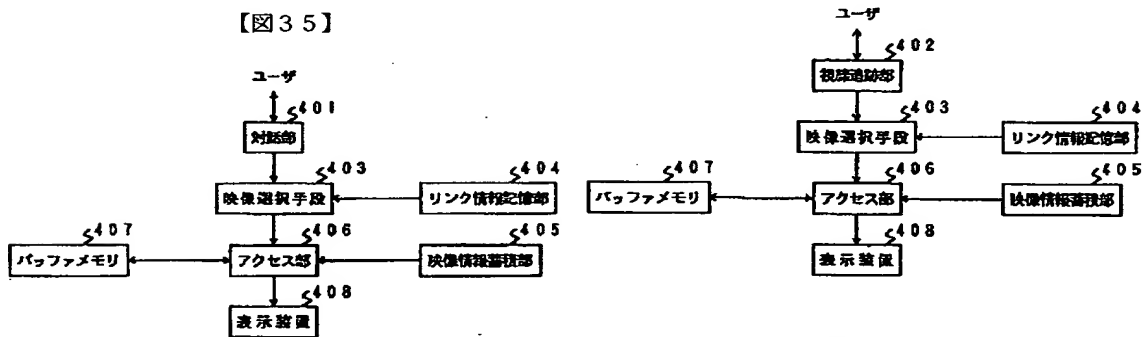 【図35】
ユーザ
401
対話部
403
映像選択手段
404
リンク情報記憶部
407
バッファメモリ
406
アクセス部
405
映像情報蓄積部
408
表示装置
ユーザ
402
視線追跡部
403
映像選択手段
404
リンク情報記憶部
407
バッファメモリ
406
アクセス部
405
映像情報蓄積部
408
表示装置